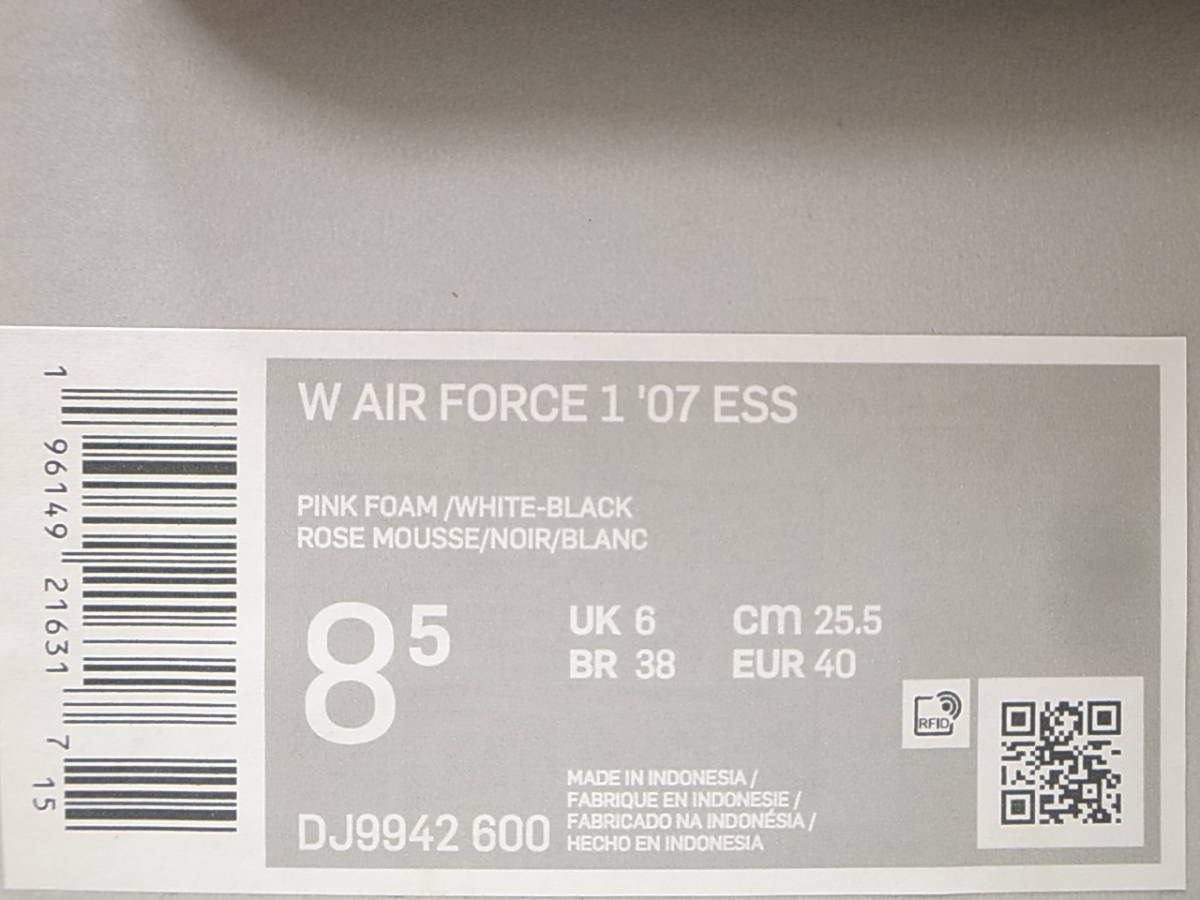 W AIR FORCE 1 '07 ESS
PINK FOAM /WHITE-BLACK
ROSE MOUSSE/NOIR/BLANC
8 5
UK 6 cm 25.5
BR 38 EUR 40
RFID
MADE IN INDONESIA /
FABRIQUE EN INDONESIE /
FABRICADO NA INDONÉSIA /
HECHO EN INDONESIA
DJ9942 600
1 96149 21631 7 15